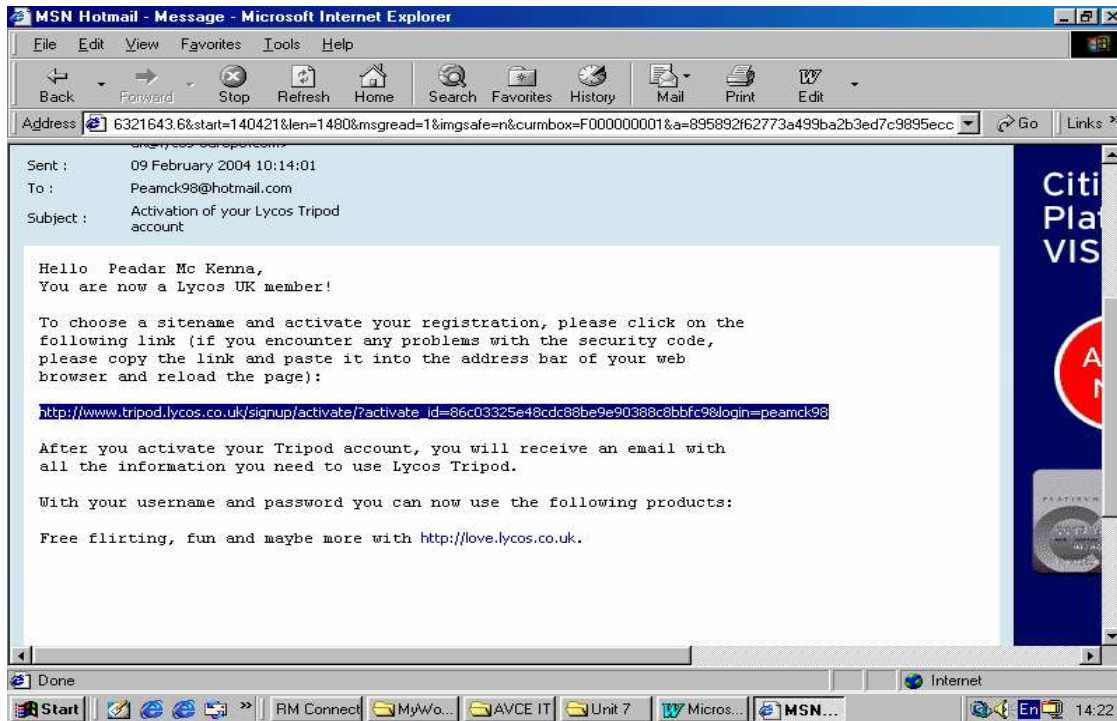 MSN Hotmail - Message - Microsoft Internet Explorer
File Edit View Favorites Tools Help
Back Forward Stop Refresh Home Search Favorites History Mail Print Edit
Address 6321643.6&start=140421&len=1480&msgread=1&imgsafe=n&curmbox=F000000001&a=895892f62773a499ba2b3ed7c9895ecc Go Links »
Sent : 09 February 2004 10:14:01
To : Peamck98@hotmail.com
Subject : Activation of your Lycos Tripod
account
Hello Peadar Mc Kenna,
You are now a Lycos UK member!
To choose a sitename and activate your registration, please click on the
following link (if you encounter any problems with the security code,
please copy the link and paste it into the address bar of your web
browser and reload the page):
http://www.tripod.lycos.co.uk/signup/activate/?activate_id=86c03325e48cdc88be9e90388c8bbfc9&login=peamck98
After you activate your Tripod account, you will receive an email with
all the information you need to use Lycos Tripod.
With your username and password you can now use the following products:
Free flirting, fun and maybe more with http://love.lycos.co.uk.
Citi
Plat
VIS
A
N
Done Internet
Start » RM Connect MyWo... AVCE IT Unit 7 Micros... MSN... En 14:22